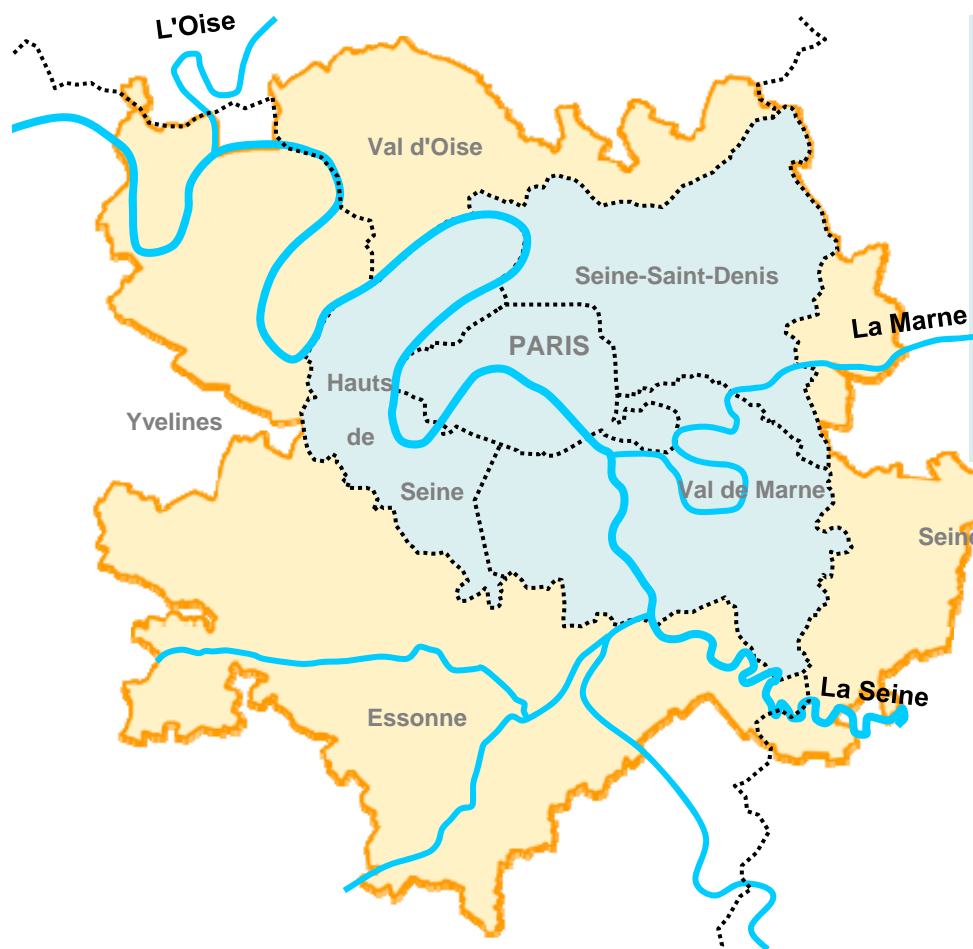 L'Oise
Val d'Oise
Seine-Saint-Denis
La Marne
PARIS
Hauts
de
Seine
Yvelines
Val de Marne
Seine
La Seine
Essonne